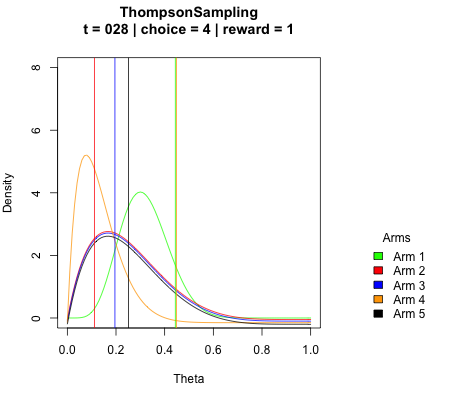 ThompsonSampling
t = 028 | choice = 4 | reward = 1
Density
8
6
4
2
0
0.0 0.2 0.4 0.6 0.8 1.0
Theta
Arms
Arm 1
Arm 2
Arm 3
Arm 4
Arm 5